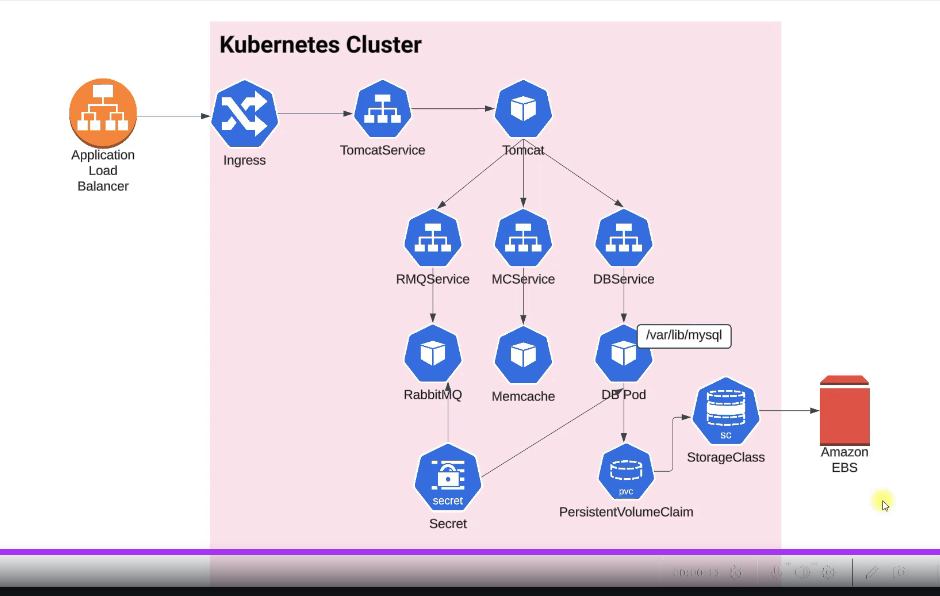 Kubernetes Cluster
Application
Load
Balancer
Ingress
TomcatService
Tomcat
RMQService
MCService
DBService
/var/lib/mysql
RabbitMQ
Memcache
DB Pod
sc
StorageClass
Amazon
EBS
secret
Secret
pvc
PersistentVolumeClaim